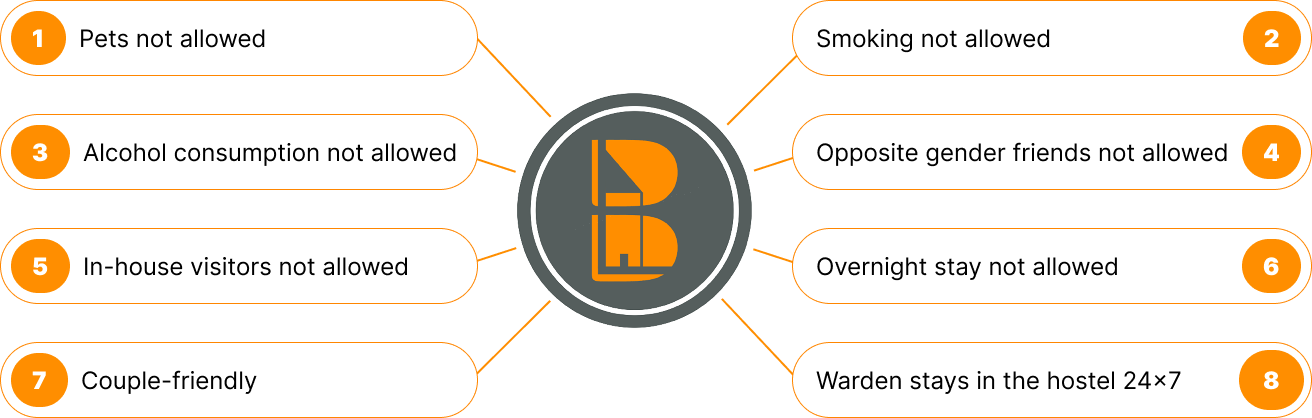 1 Pets not allowed
Smoking not allowed 2
3 Alcohol consumption not allowed
Opposite gender friends not allowed 4
5 In-house visitors not allowed
Overnight stay not allowed 6
7 Couple-friendly
Warden stays in the hostel 24×7 8
B